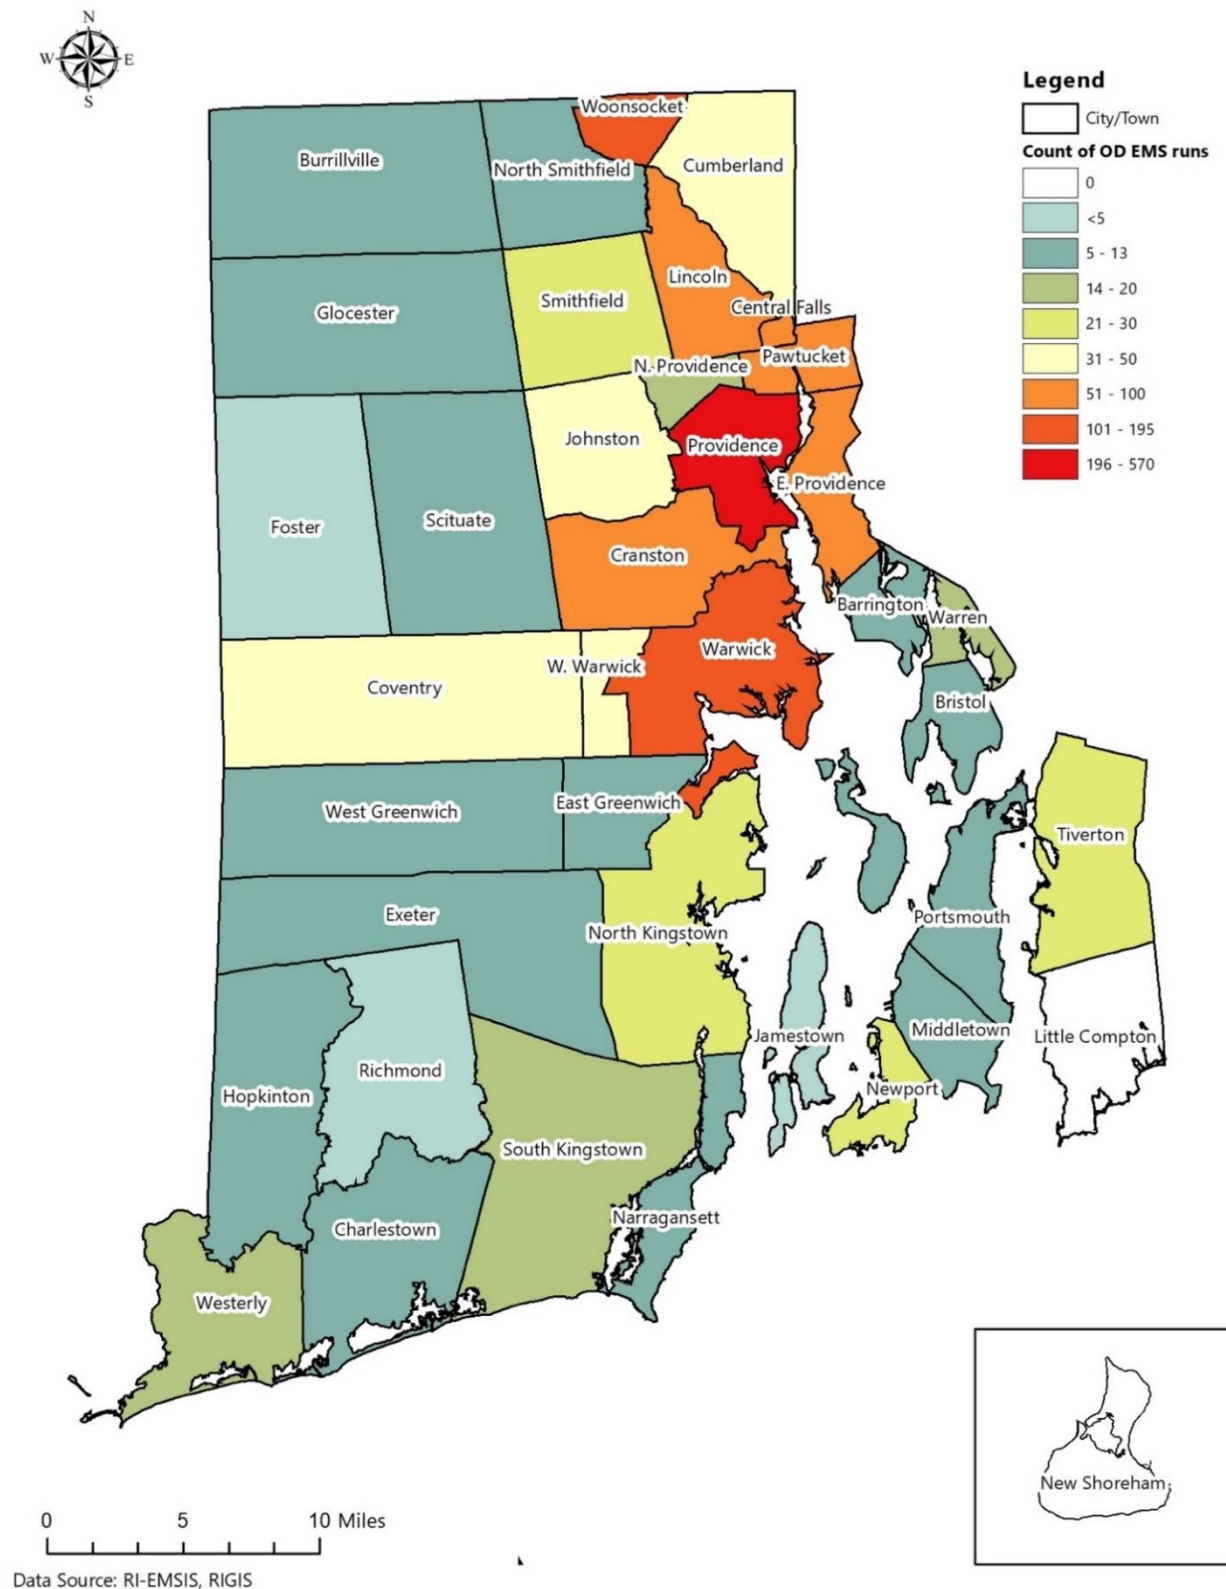 N
W E
S
Legend
City/Town
Count of OD EMS runs
0
<5
5 - 13
14 - 20
21 - 30
31 - 50
51 - 100
101 - 195
196 - 570
Woonsocket
Burrillville
North Smithfield
Cumberland
Lincoln
Smithfield
Central Falls
Glocester
Pawtucket
N. Providence
Johnston
Providence
E. Providence
Foster
Scituate
Cranston
Barrington
Warren
Warwick
W. Warwick
Coventry
Bristol
East Greenwich
West Greenwich
Tiverton
Exeter
Portsmouth
North Kingstown
Middletown
Jamestown
Little Compton
Richmond
Newport
Hopkinton
South Kingstown
Narragansett
Charlestown
Westerly
New Shoreham
0 5 10 Miles
Data Source: RI-EMSIS, RIGIS